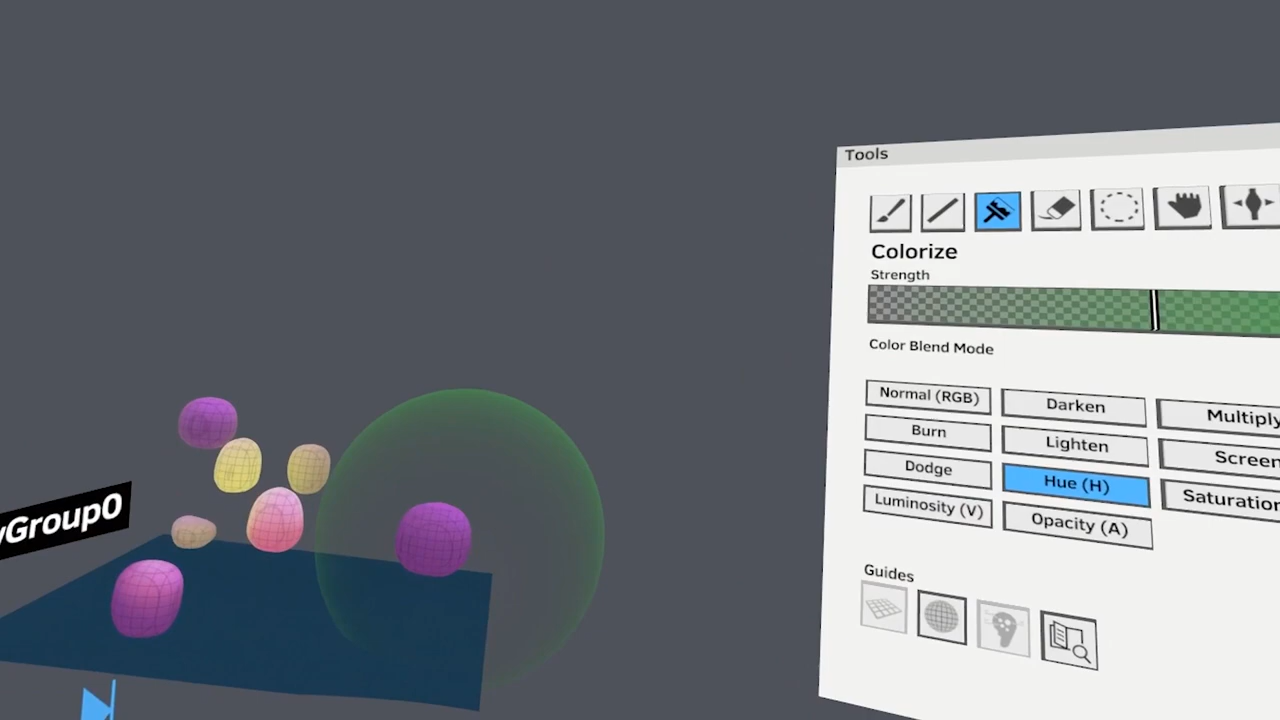 Tools
Colorize
Strength
Color Blend Mode
Normal (RGB)
Darken
Multiply
Burn
Lighten
Screen
Dodge
Hue (H)
Saturation
Luminosity (V)
Opacity (A)
Guides
yGroup0